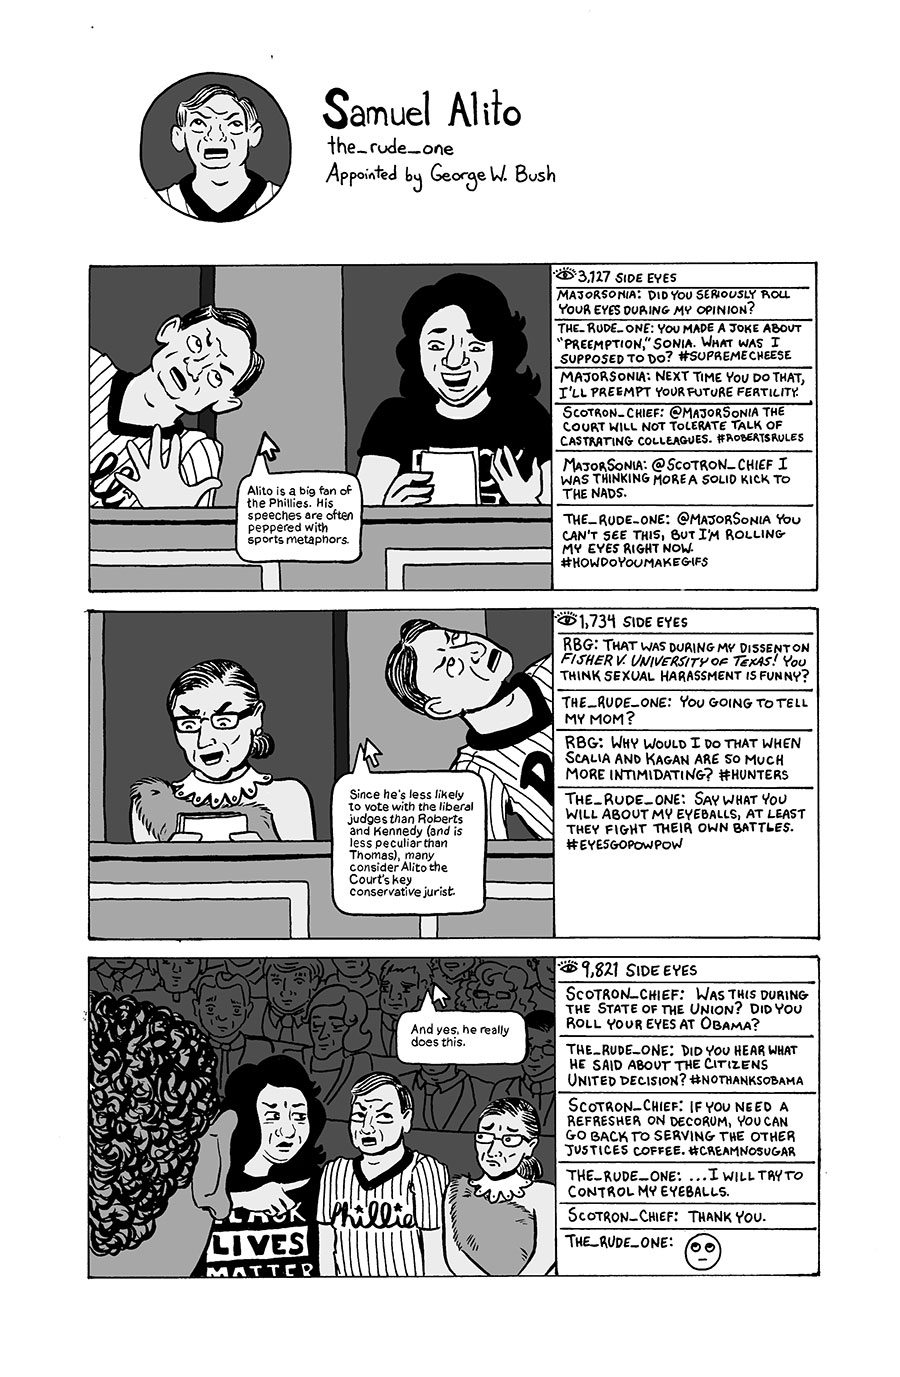 Samuel Alito
the_rude_one
Appointed by George W. Bush
3,127 SIDE EYES
MAJORSONIA: DID YOU SERIOUSLY ROLL
YOUR EYES DURING MY OPINION?
THE_RUDE_ONE: YOU MADE A JOKE ABOUT
"PREEMPTION," SONIA. WHAT WAS I
SUPPOSED TO DO? #SUPREMECHEESE
MAJORSONIA: NEXT TIME YOU DO THAT,
I'LL PREEMPT YOUR FUTURE FERTILITY.
SCOTRON_CHIEF: @MAJORSONIA THE
COURT WILL NOT TOLERATE TALK OF
CASTRATING COLLEAGUES. #ROBERTSRULES
MAJORSONIA: @SCOTRON_CHIEF I
WAS THINKING MORE A SOLID KICK TO
THE NADS.
THE_RUDE_ONE: @MAJORSONIA YOU
CAN'T SEE THIS, BUT I'M ROLLING
MY EYES RIGHT NOW.
#HOWDOYOUMAKEGIFS
Alito is a big fan of
the Phillies. His
speeches are often
peppered with
sports metaphors.
1,734 SIDE EYES
RBG: THAT WAS DURING MY DISSENT ON
FISHER V. UNIVERSITY OF TEXAS! YOU
THINK SEXUAL HARASSMENT IS FUNNY?
THE_RUDE_ONE: YOU GOING TO TELL
MY MOM?
RBG: WHY WOULD I DO THAT WHEN
SCALIA AND KAGAN ARE SO MUCH
MORE INTIMIDATING? #HUNTERS
THE_RUDE_ONE: SAY WHAT YOU
WILL ABOUT MY EYEBALLS, AT LEAST
THEY FIGHT THEIR OWN BATTLES.
#EYESGOPOWPOW
Since he's less likely
to vote with the liberal
judges than Roberts
and Kennedy (and is
less peculiar than
Thomas), many
consider Alito the
Court's key
conservative jurist.
9,821 SIDE EYES
SCOTRON_CHIEF: WAS THIS DURING
THE STATE OF THE UNION? DID YOU
ROLL YOUR EYES AT OBAMA?
THE_RUDE_ONE: DID YOU HEAR WHAT
HE SAID ABOUT THE CITIZENS
UNITED DECISION? #NOTHANKSOBAMA
SCOTRON_CHIEF: IF YOU NEED A
REFRESHER ON DECORUM, YOU CAN
GO BACK TO SERVING THE OTHER
JUSTICES COFFEE. #CREAMNOSUGAR
THE_RUDE_ONE: ...I WILL TRY TO
CONTROL MY EYEBALLS.
SCOTRON_CHIEF: THANK YOU.
THE_RUDE_ONE:
And yes, he really
does this.
BLACK
LIVES
MATTER
Phillie